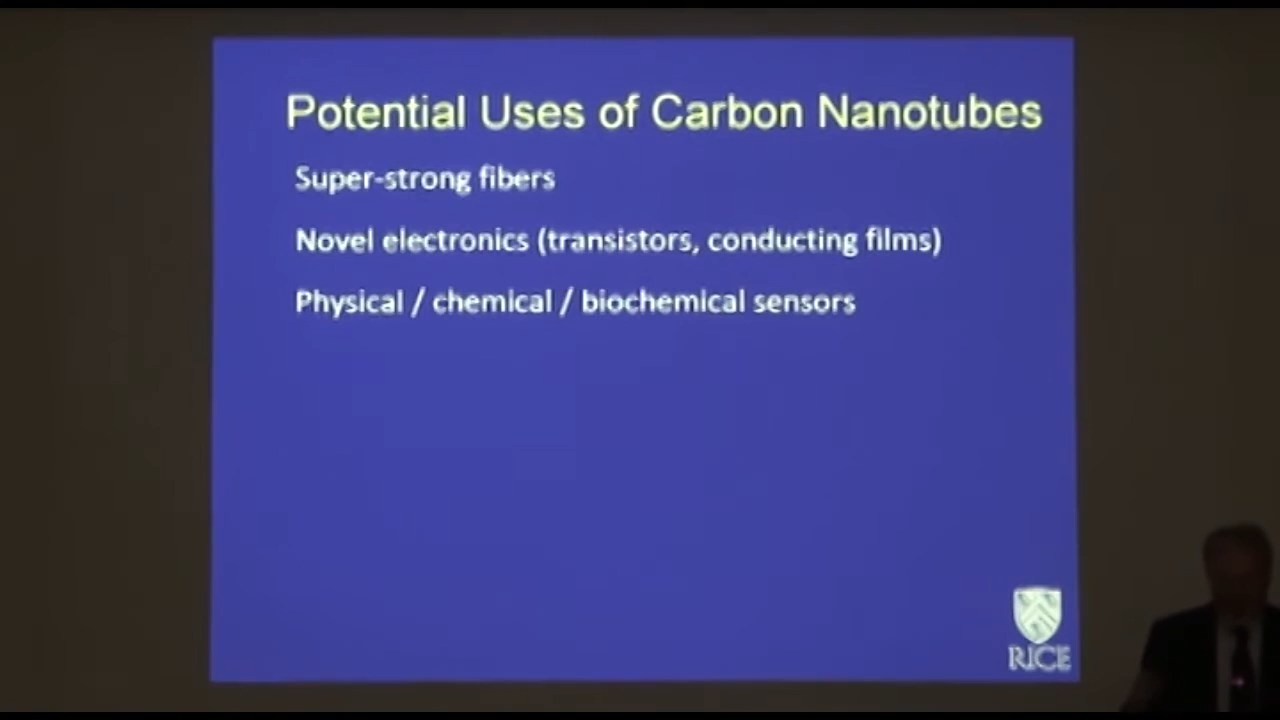 Potential Uses of Carbon Nanotubes
Super-strong fibers
Novel electronics (transistors, conducting films)
Physical / chemical / biochemical sensors
RICE